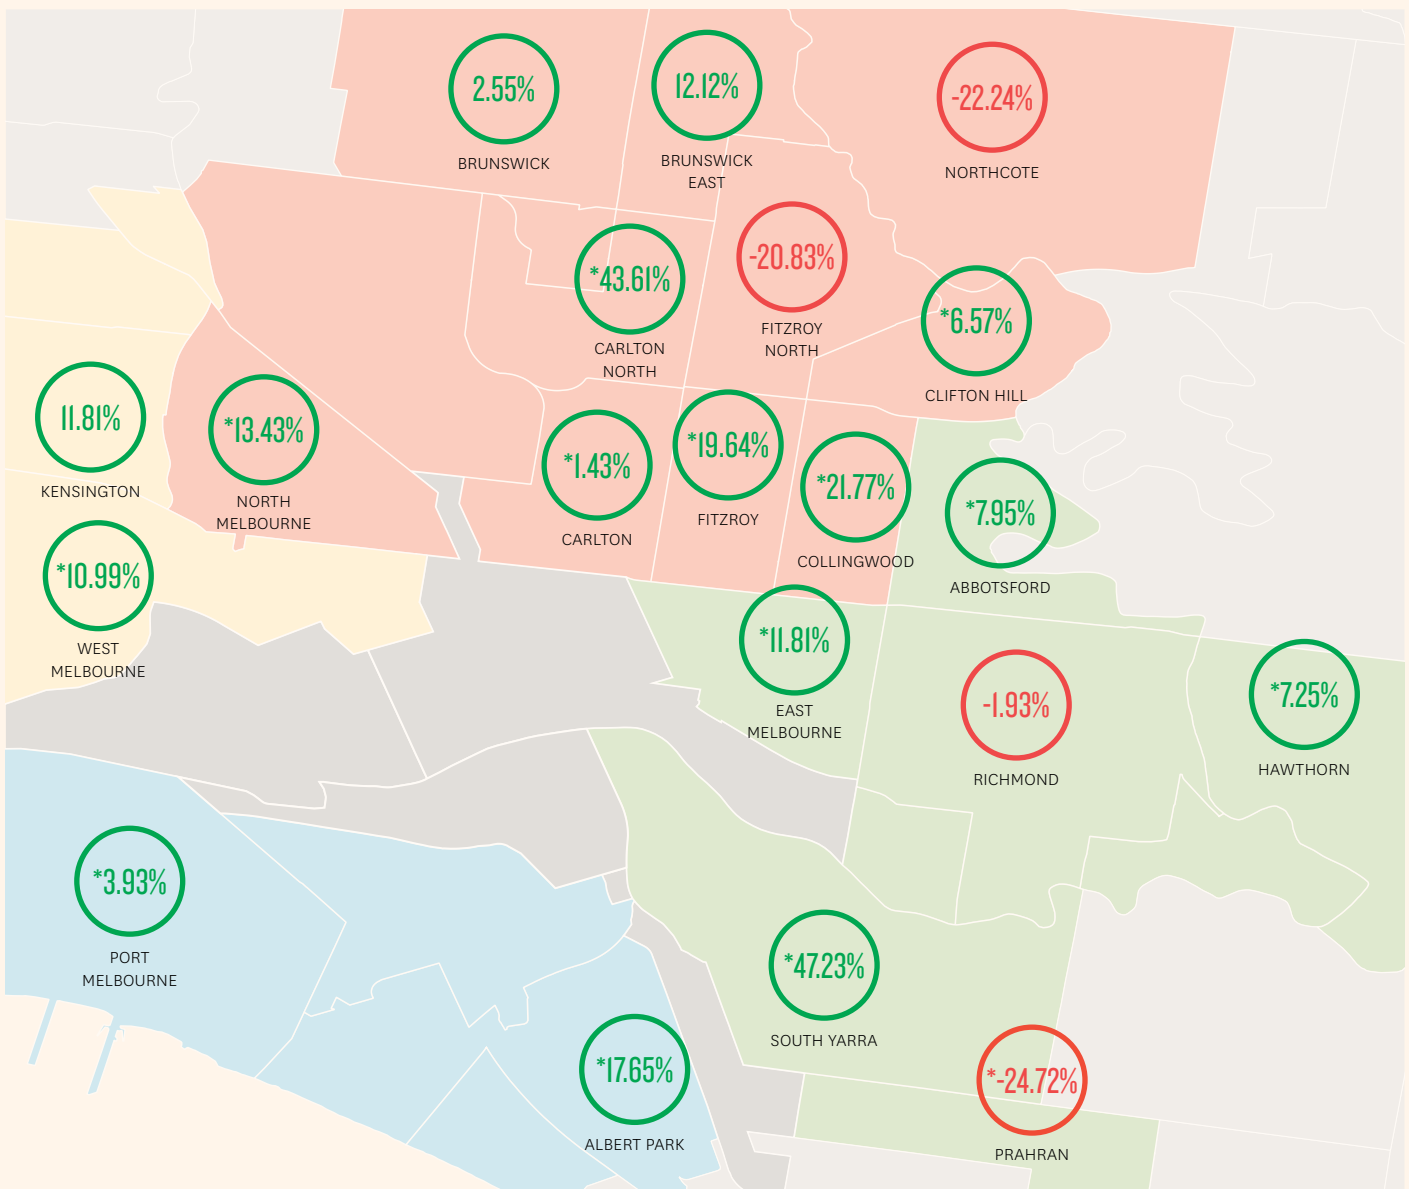 2.55%
BRUNSWICK
12.12%
BRUNSWICK
EAST
-22.24%
NORTHCOTE
*43.61%
CARLTON
NORTH
-20.83%
FITZROY
NORTH
*6.57%
CLIFTON HILL
11.81%
KENSINGTON
*13.43%
NORTH
MELBOURNE
*1.43%
CARLTON
*19.64%
FITZROY
*21.77%
COLLINGWOOD
*7.95%
ABBOTSFORD
*10.99%
WEST
MELBOURNE
*11.81%
EAST
MELBOURNE
-1.93%
RICHMOND
*7.25%
HAWTHORN
*3.93%
PORT
MELBOURNE
*47.23%
SOUTH YARRA
*17.65%
ALBERT PARK
*-24.72%
PRAHRAN